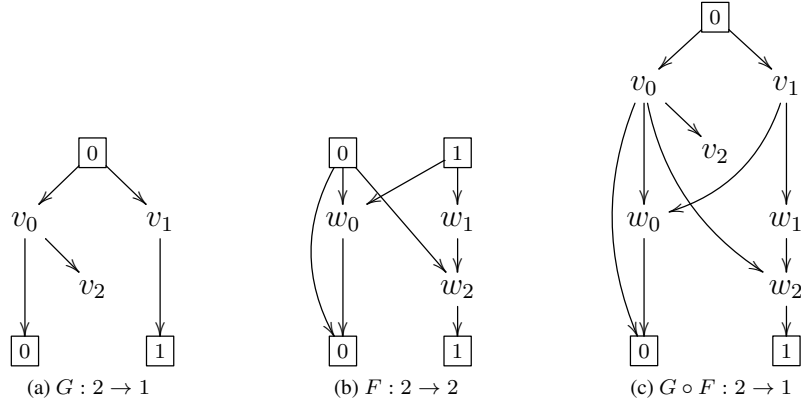 0
v₀ v₁
v₂
0 1
(a) G : 2 → 1
0 1
w₀ w₁
w₂
0 1
(b) F : 2 → 2
0
v₀ v₁
v₂
w₀ w₁
w₂
0 1
(c) G ∘ F : 2 → 1